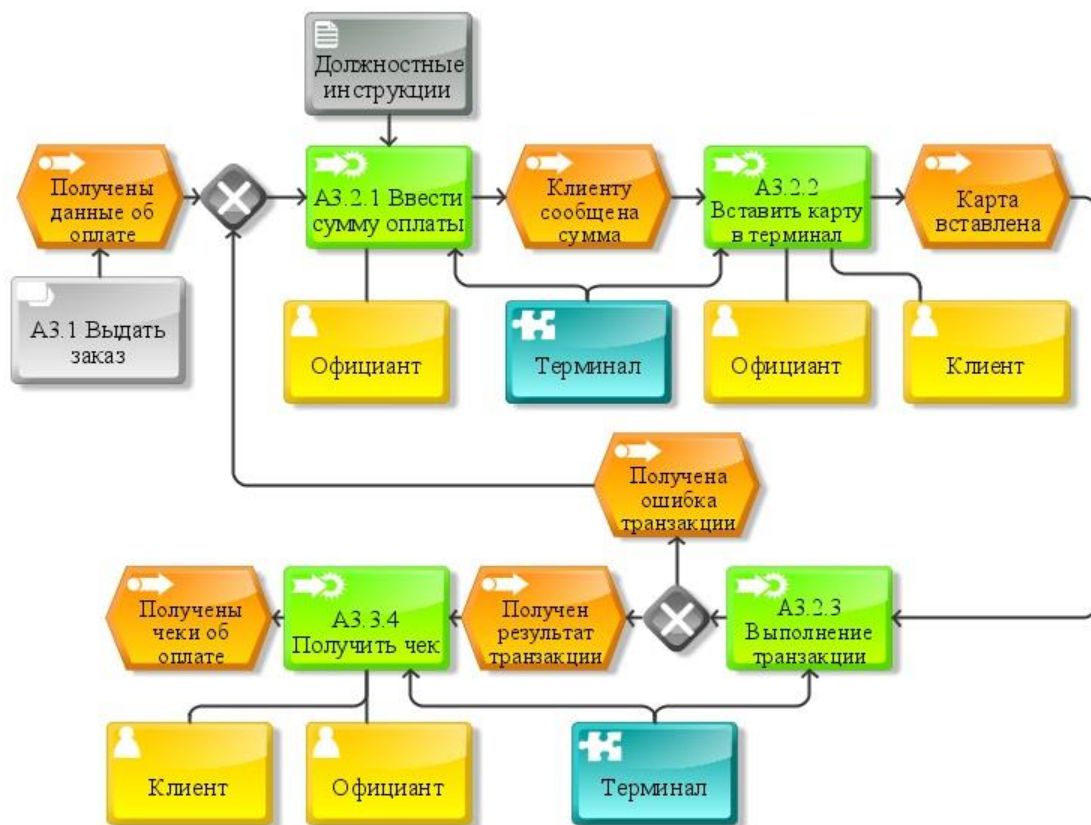 Должностные
инструкции
Получены
данные об
оплате
А3.2.1 Ввести
сумму оплаты
Клиенту
сообщена
сумма
А3.2.2
Вставить карту
в терминал
Карта
вставлена
А3.1 Выдать
заказ
Официант
Терминал
Официант
Клиент
Получена
ошибка
транзакции
Получены
чеки об
оплате
А3.3.4
Получить чек
Получен
результат
транзакции
А3.2.3
Выполнение
транзакции
Клиент
Официант
Терминал